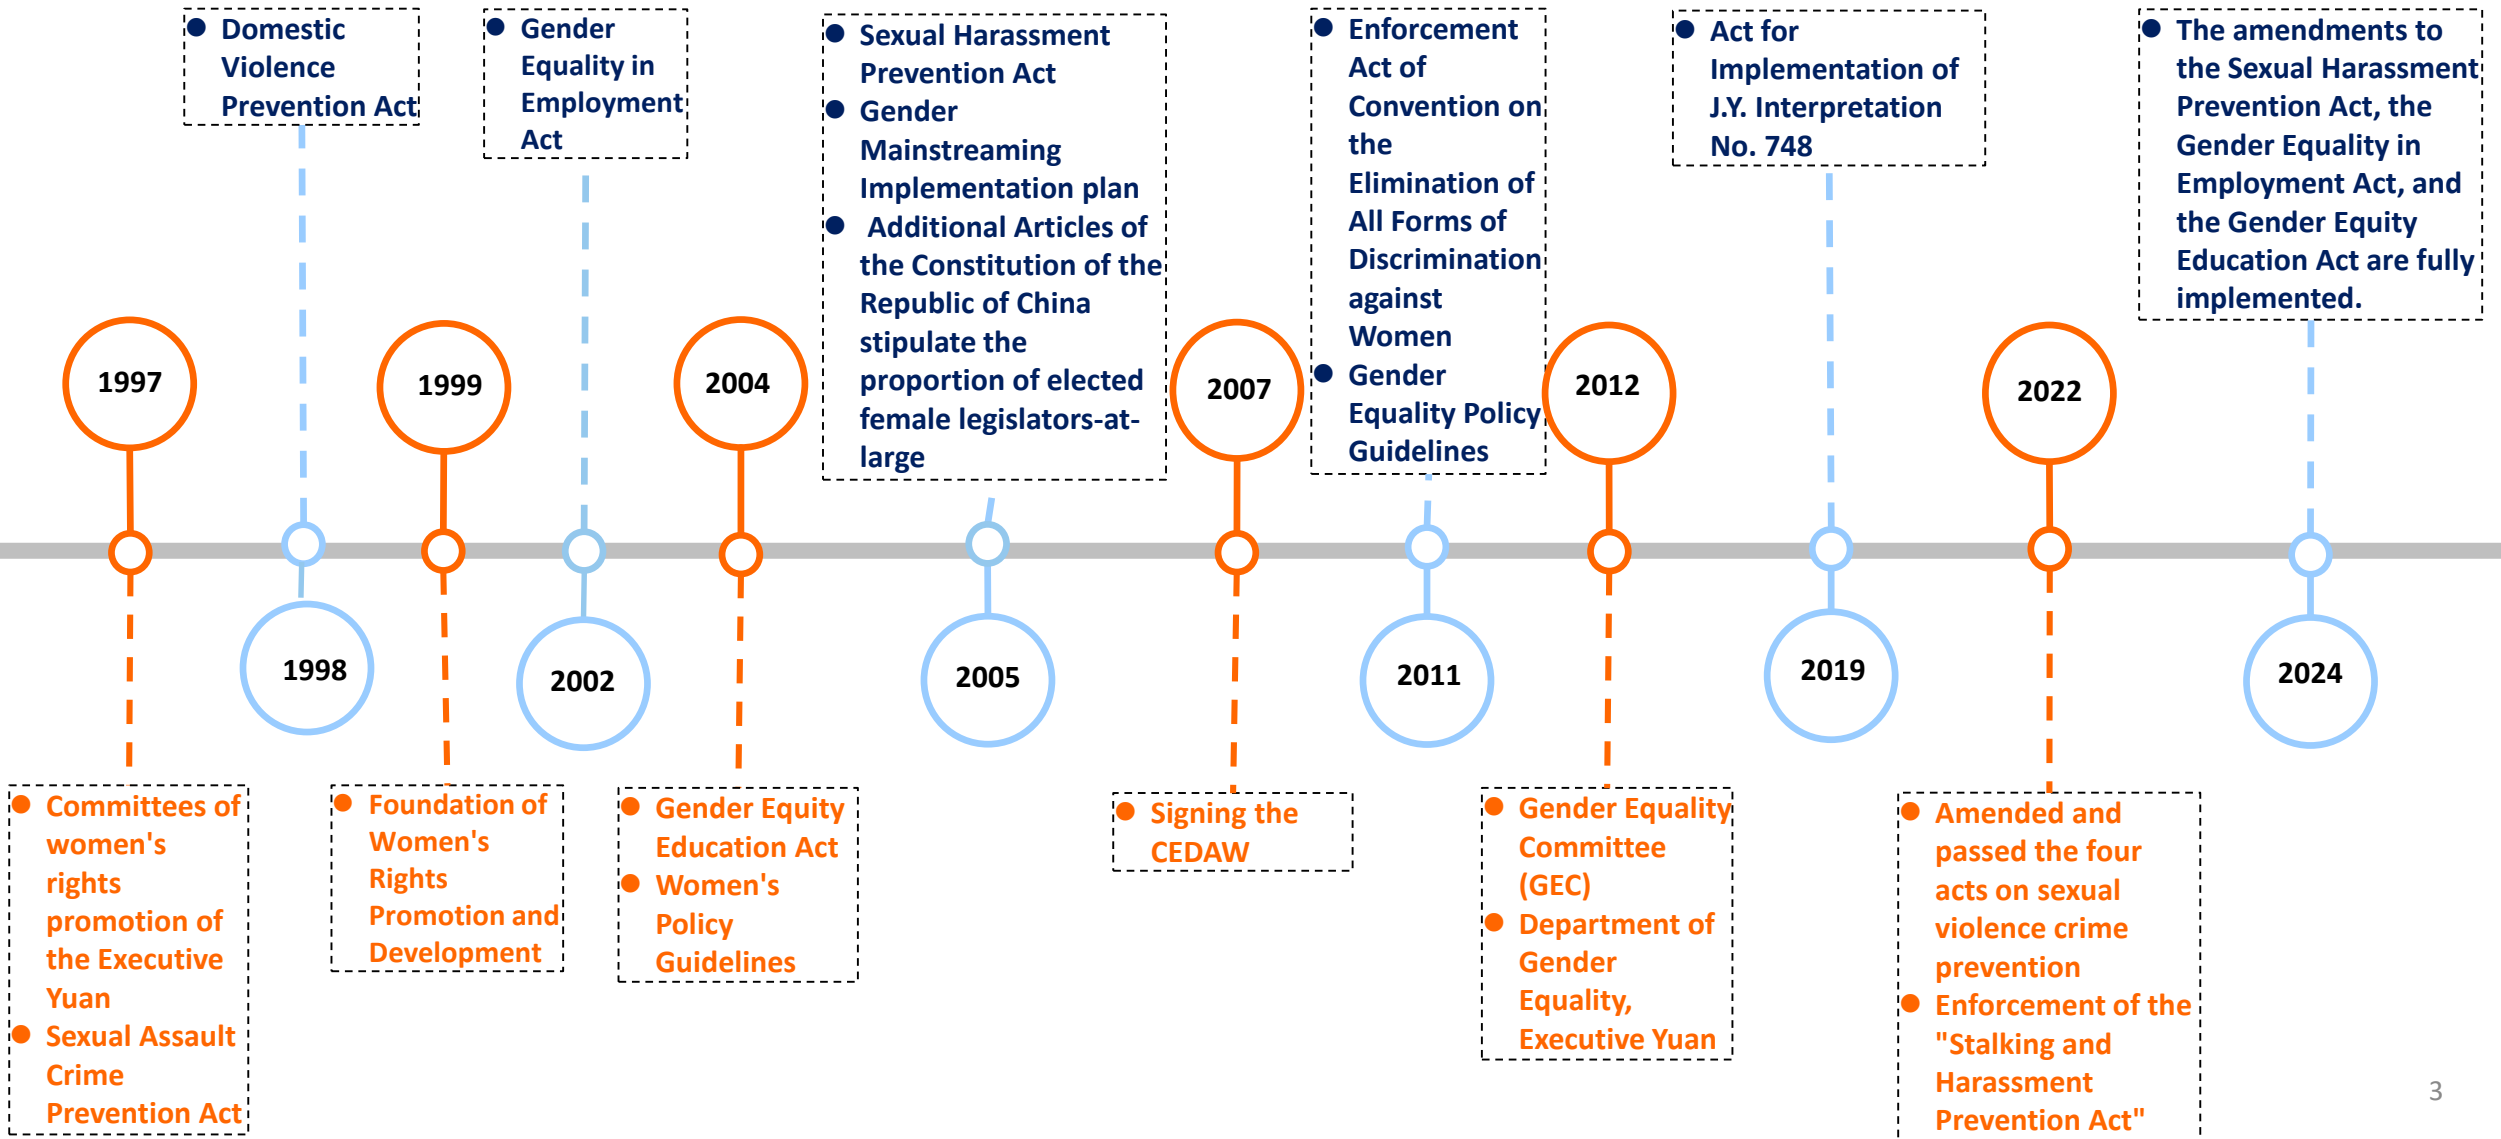 Domestic
Violence
Prevention Act
Gender
Equality in
Employment
Act
Sexual Harassment
Prevention Act
Gender
Mainstreaming
Implementation plan
Additional Articles of
the Constitution of the
Republic of China
stipulate the
proportion of elected
female legislators-at-
large
Enforcement
Act of
Convention on
the
Elimination of
All Forms of
Discrimination
against
Women
Gender
Equality Policy
Guidelines
Act for
Implementation of
J.Y. Interpretation
No. 748
The amendments to
the Sexual Harassment
Prevention Act, the
Gender Equality in
Employment Act, and
the Gender Equity
Education Act are fully
implemented.
1997
1999
2004
2007
2012
2022
1998
2002
2005
2011
2019
2024
Committees of
women's
rights
promotion of
the Executive
Yuan
Sexual Assault
Crime
Prevention Act
Foundation of
Women's
Rights
Promotion and
Development
Gender Equity
Education Act
Women's
Policy
Guidelines
Signing the
CEDAW
Gender Equality
Committee
(GEC)
Department of
Gender
Equality,
Executive Yuan
Amended and
passed the four
acts on sexual
violence crime
prevention
Enforcement of the
"Stalking and
Harassment
Prevention Act"
3